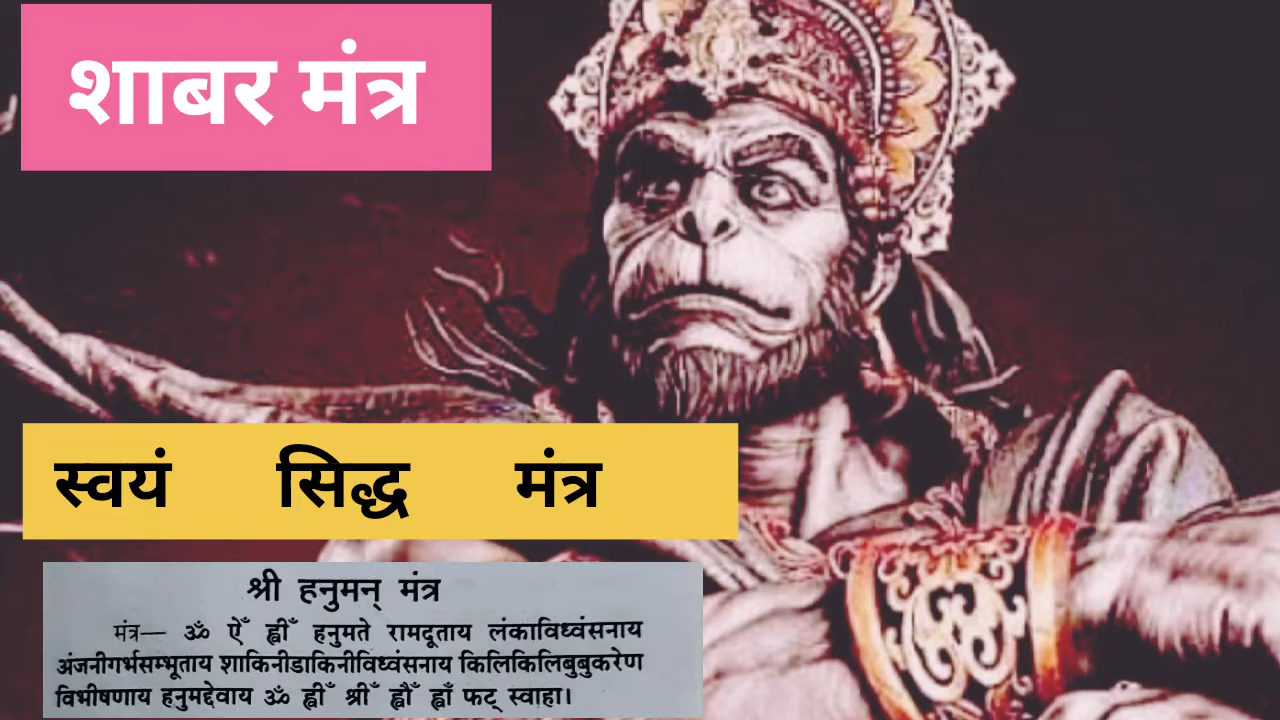 शाबर मंत्र
स्वयं सिद्ध मंत्र
श्री हनुमन् मंत्र
मंत्र— ॐ ऐँ ह्रीँ हनुमते रामदूताय लंकाविध्वंसनाय
अंजनीगर्भसम्भूताय शाकिनीडाकिनीविध्वंसनाय किलिकिलिबुबुकरेण
विभीषणाय हनुमद्देवाय ॐ ह्रीँ श्रीँ ह्रौँ ह्राँ फट् स्वाहा।